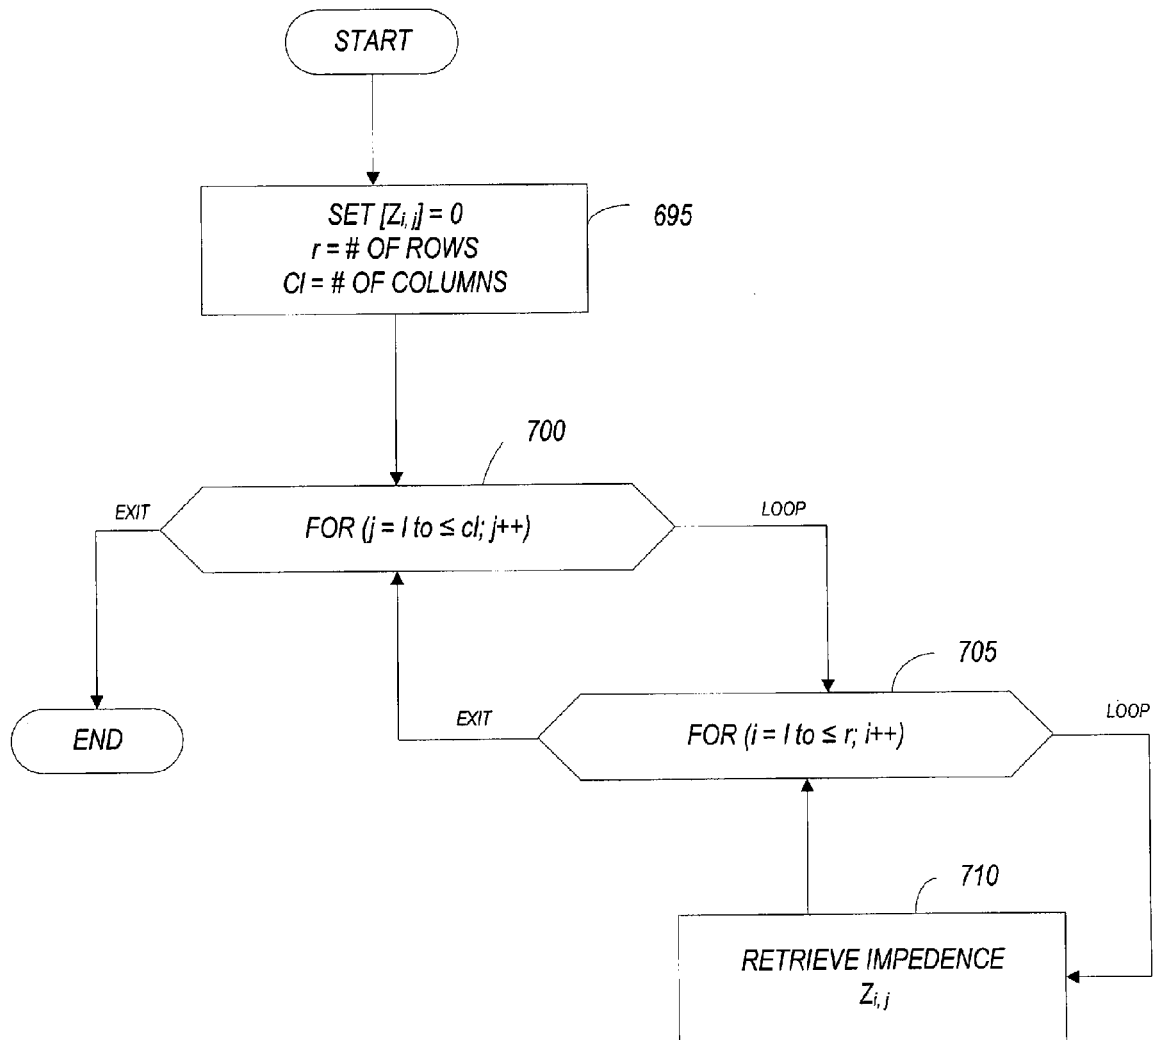 START
SET [Zi, j] = 0
r = # OF ROWS
Cl = # OF COLUMNS
695
700
EXIT
FOR (j = l to ≤ cl; j++)
LOOP
705
END
EXIT
FOR (i = l to ≤ r; i++)
LOOP
710
RETRIEVE IMPEDENCE
Zi, j